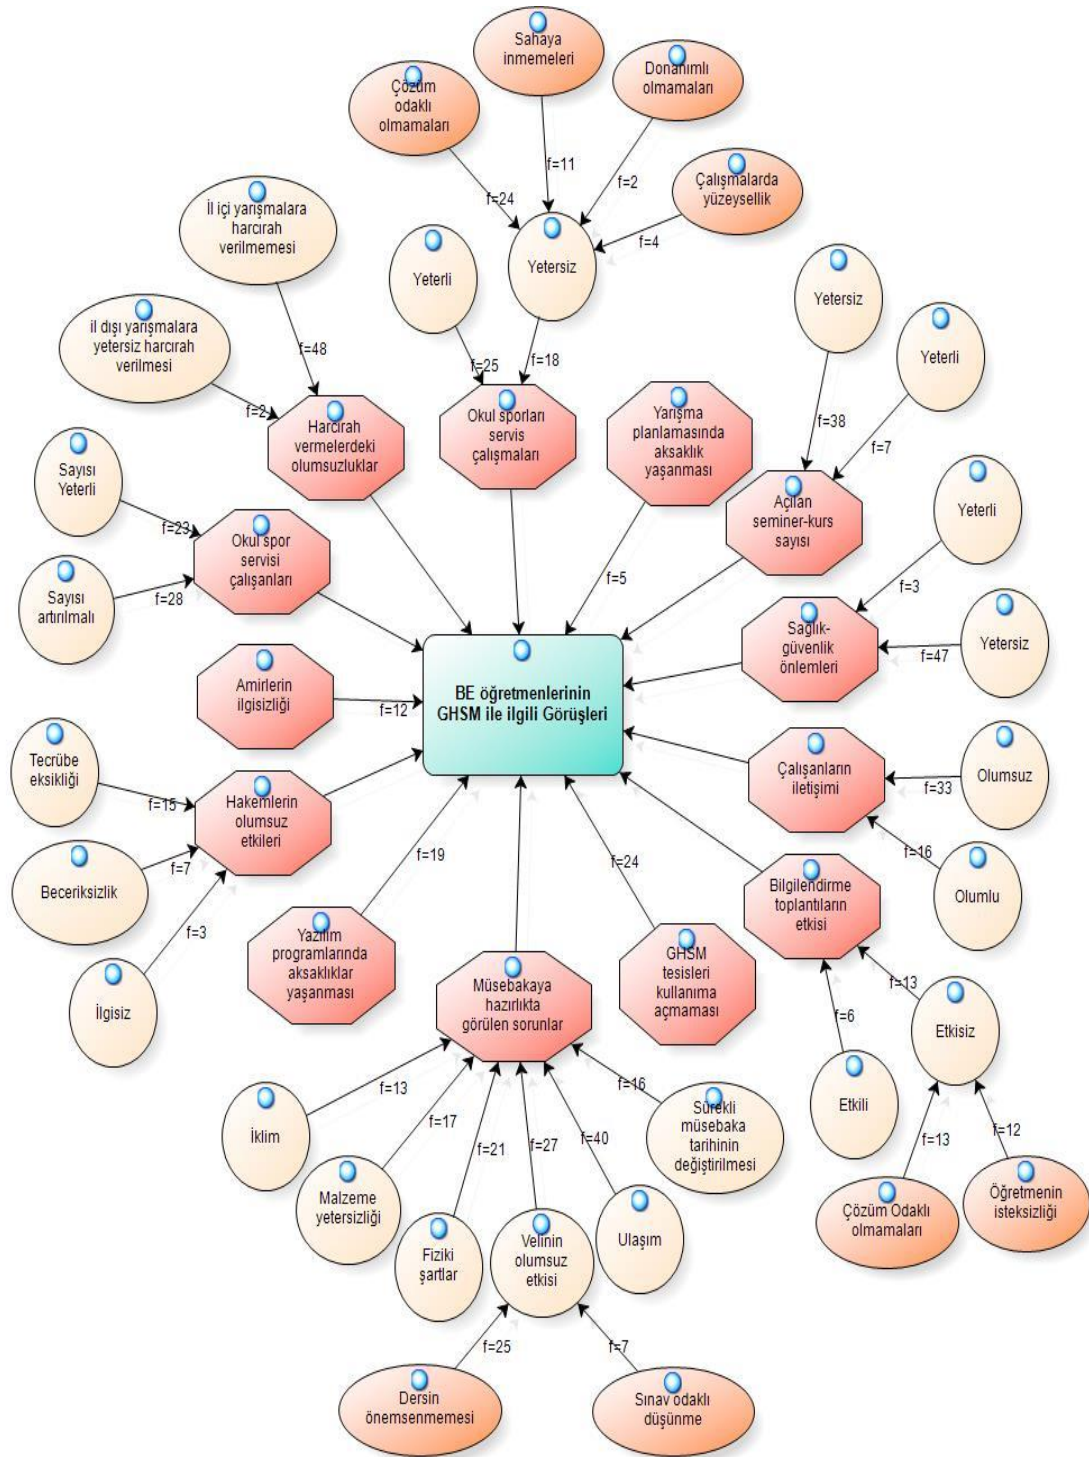 Sahaya
inmemeleri
Donanımlı
olmamaları
Çözüm
odaklı
olmamaları
Çalışmalarda
yüzeysellik
f=11
f=24
f=2
f=4
İl içi yarışmalara
harcırah
verilmemesi
Yeterli
Yetersiz
Yetersiz
Yeterli
il dışı yarışmalara
yetersiz harcırah
verilmesi
f=48
f=25
f=18
f=38
f=7
f=2
Harcırah
vermelerdeki
olumsuzluklar
Okul sporları
servis
çalışmaları
Yarışma
planlamasında
aksaklık
yaşanması
Açılan
seminer-kurs
sayısı
Sayısı
Yeterli
f=23
Okul spor
servisi
çalışanları
Yeterli
Sayısı
artırılmalı
f=28
f=5
f=3
Sağlık-
güvenlik
önlemleri
f=47
Yetersiz
Amirlerin
ilgisizliği
f=12
BE öğretmenlerinin
GHSM ile ilgili Görüşleri
Tecrübe
eksikliği
f=15
Hakemlerin
olumsuz
etkileri
Çalışanların
iletişimi
f=33
Olumsuz
f=16
Olumlu
Beceriksizlik
f=7
f=3
İlgisiz
f=19
f=24
Bilgilendirme
toplantıların
etkisi
Yazılım
programlarında
aksaklıklar
yaşanması
Müsebakaya
hazırlıkta
görülen sorunlar
GHSM
tesisleri
kullanıma
açmaması
f=13
f=6
Etkisiz
Etkili
f=13
f=17
f=21
f=27
f=40
f=16
İklim
Malzeme
yetersizliği
Fiziki
şartlar
Velinin
olumsuz
etkisi
Ulaşım
Sürekli
müsebaka
tarihinin
değiştirilmesi
f=13
f=12
Çözüm Odaklı
olmamaları
Öğretmenin
isteksizliği
f=25
f=7
Dersin
önemsenmemesi
Sınav odaklı
düşünme